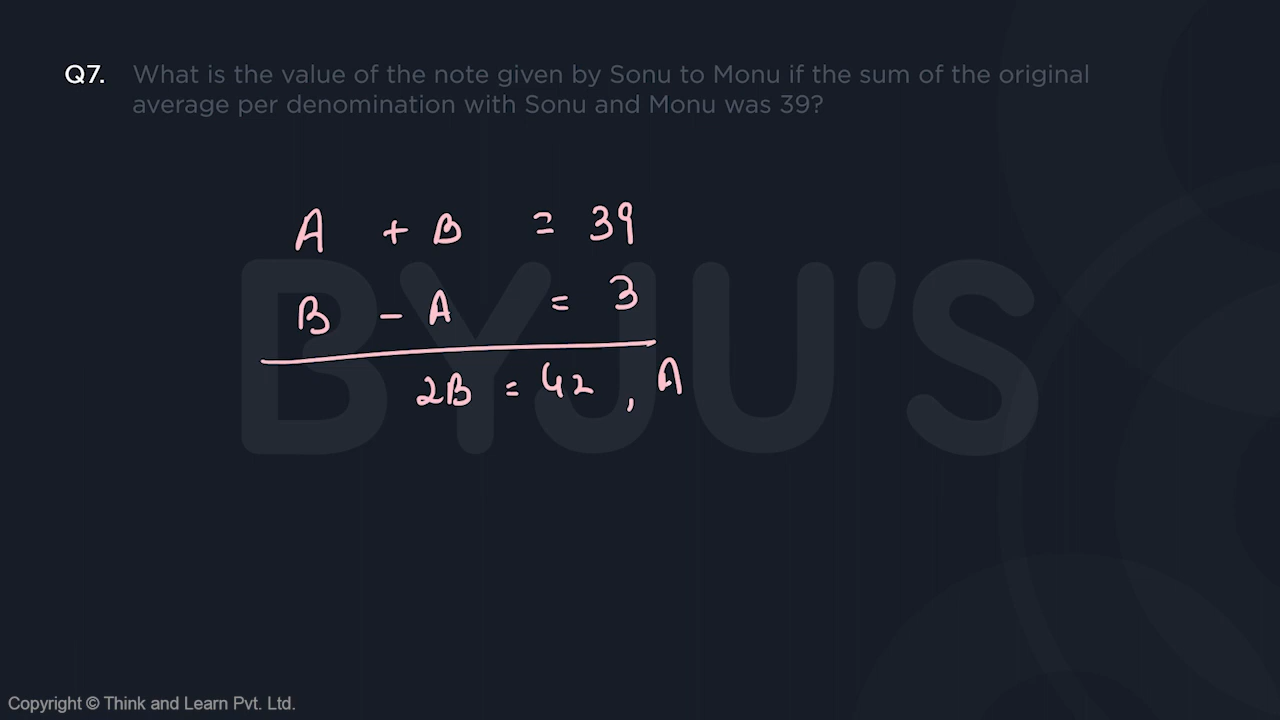 Q7. What is the value of the note given by Sonu to Monu if the sum of the original
average per denomination with Sonu and Monu was 39?
A + B = 39
B - A = 3
2B = 42 , A
BYJU'S
Copyright © Think and Learn Pvt. Ltd.